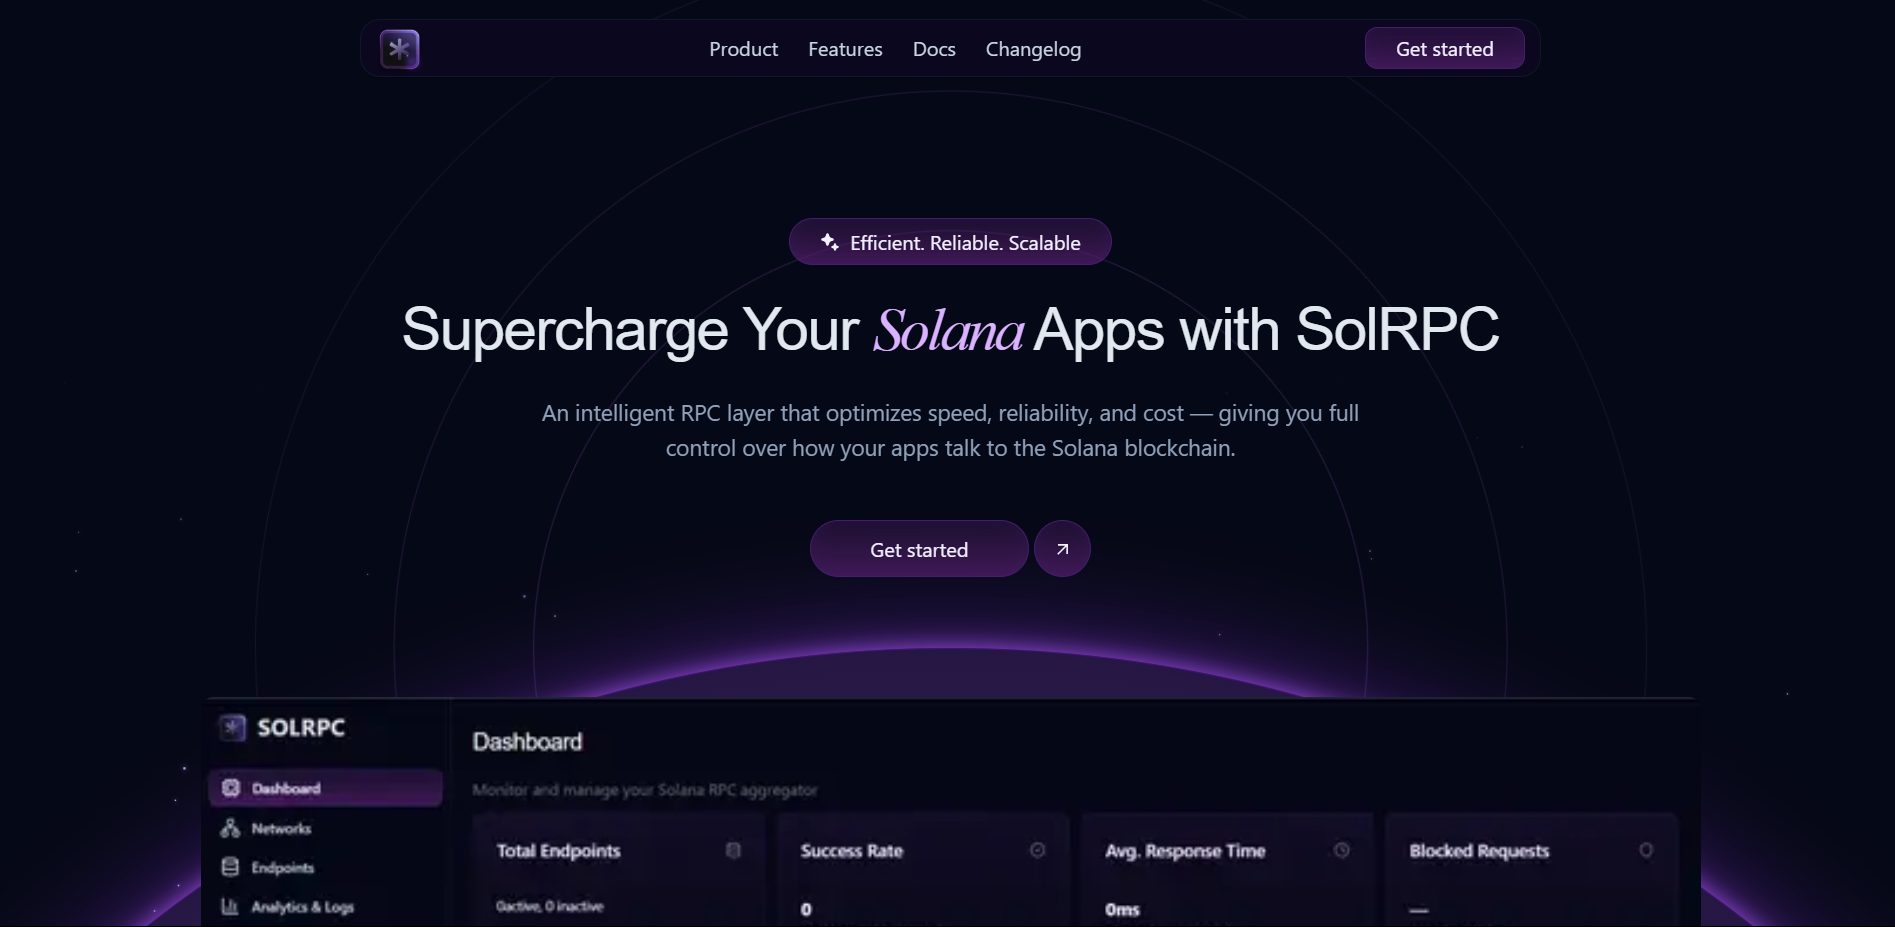 Product Features Docs Changelog Get started
Efficient. Reliable. Scalable
Supercharge Your Solana Apps with SolRPC
An intelligent RPC layer that optimizes speed, reliability, and cost — giving you full
control over how your apps talk to the Solana blockchain.
Get started
SOLRPC
Dashboard
Monitor and manage your Solana RPC aggregator
Dashboard
Networks
Endpoints
Analytics & Logs
Total Endpoints
0active, 0 inactive
Success Rate
0
Avg. Response Time
0ms
Blocked Requests
—